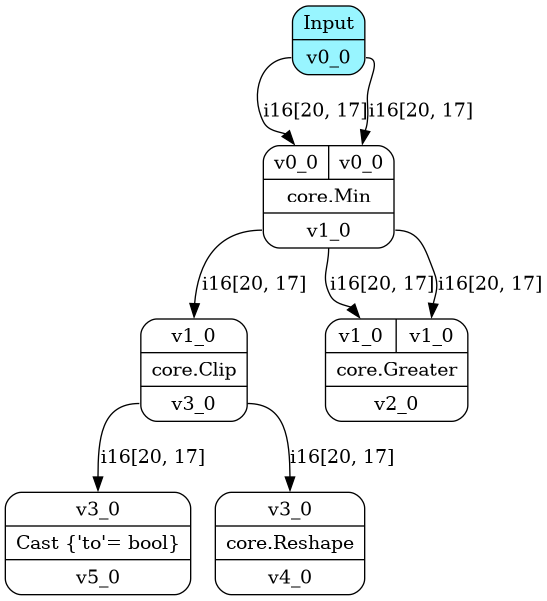 Input
v0_0
i16[20, 17] i16[20, 17]
v0_0 v0_0
core.Min
v1_0
i16[20, 17] i16[20, 17] i16[20, 17]
v1_0
core.Clip
v3_0
v1_0 v1_0
core.Greater
v2_0
i16[20, 17] i16[20, 17]
v3_0
Cast {'to'= bool}
v5_0
v3_0
core.Reshape
v4_0